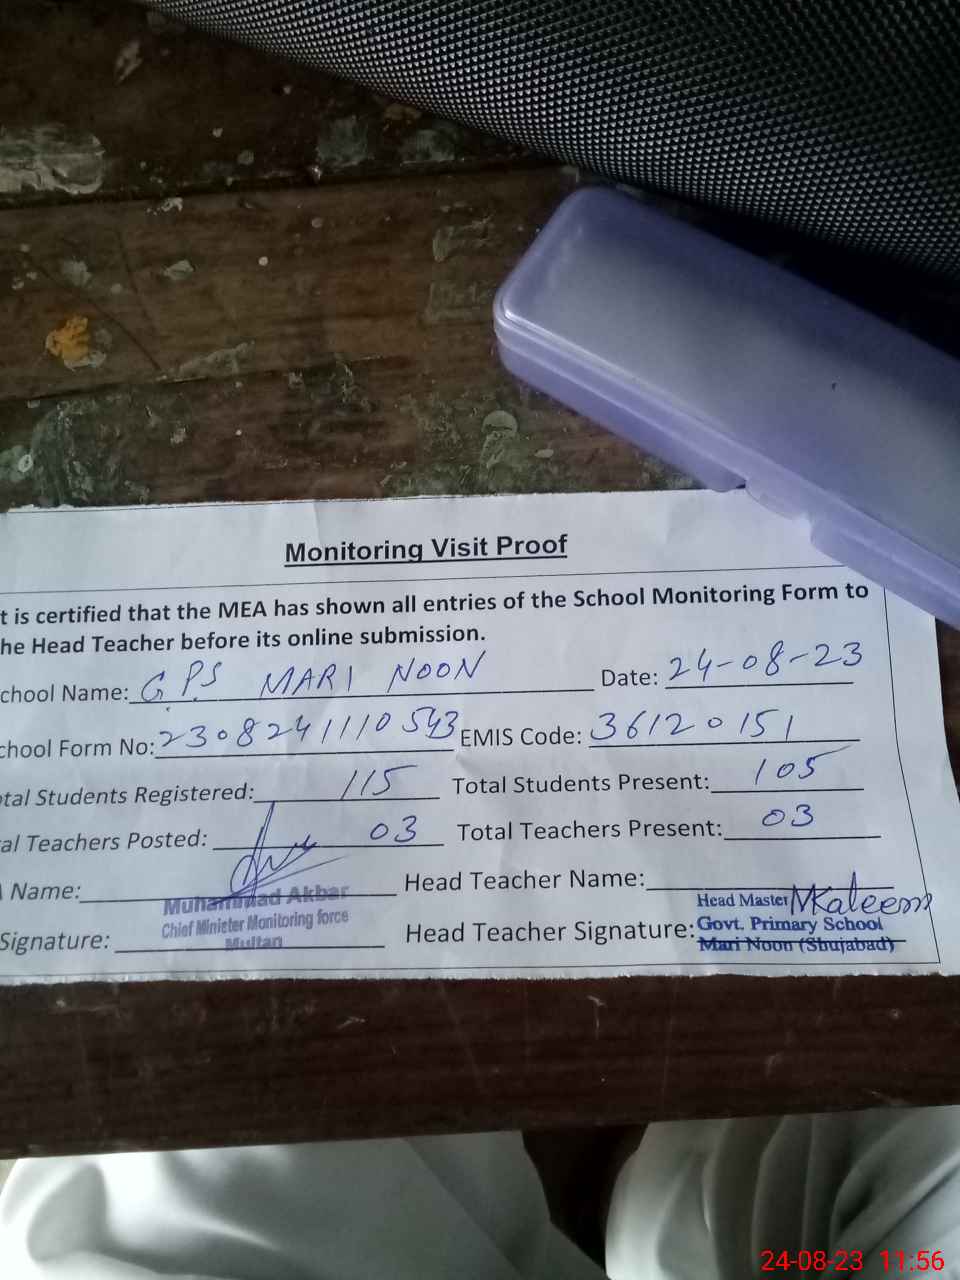 Monitoring Visit Proof
t is certified that the MEA has shown all entries of the School Monitoring Form to
he Head Teacher before its online submission.
chool Name: G.P.S MARI NOON Date: 24-08-23
chool Form No: 2308241110543 EMIS Code: 36120151
otal Students Registered: 115 Total Students Present: 105
al Teachers Posted: 03 Total Teachers Present: 03
Name: Head Teacher Name:
Muhammad Akbar
Chief Minister Monitoring force
Multan
Signature: Head Teacher Signature:
Head Master MKaleem
Govt. Primary School
Mari Noon (Shujabad)
24-08-23 11:56